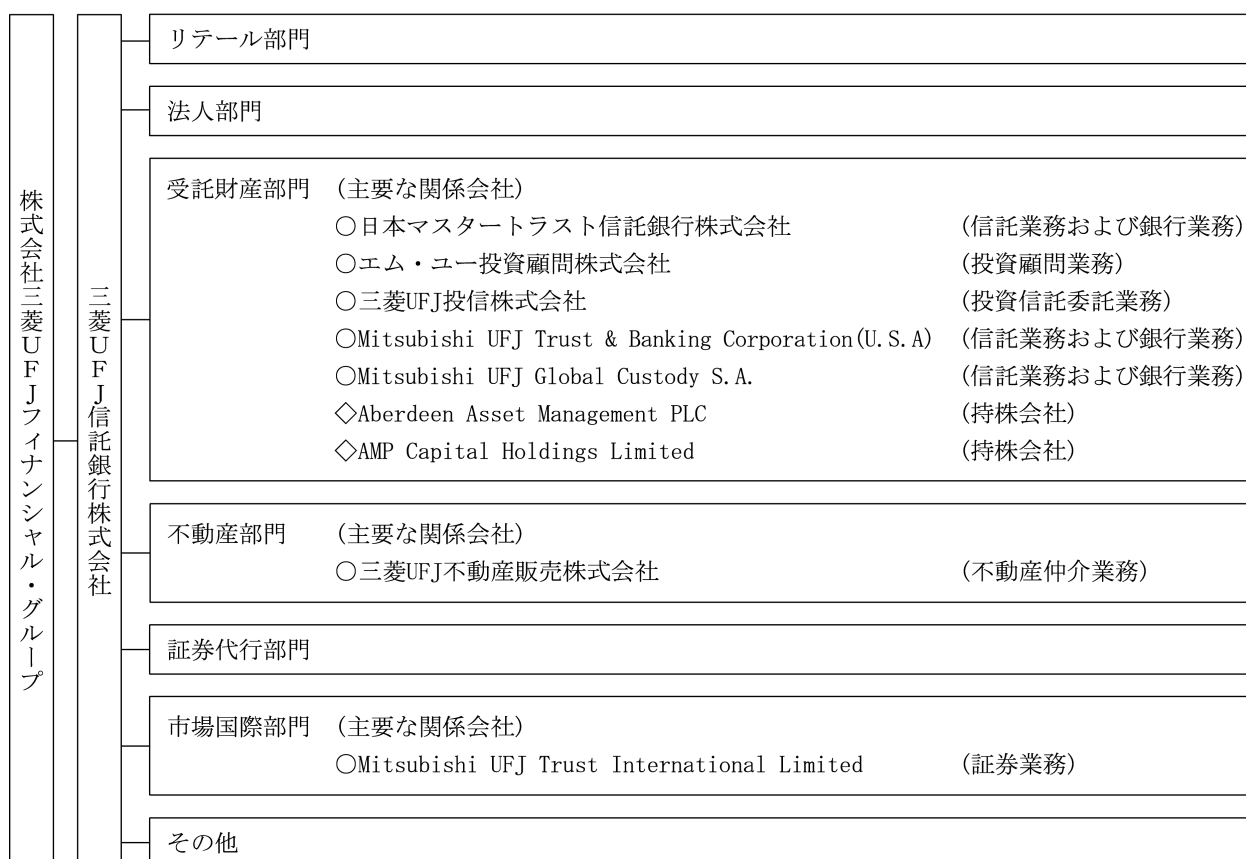 株式会社三菱UFJフィナンシャル・グループ
三菱UFJ信託銀行株式会社
リテール部門
法人部門
受託財産部門 (主要な関係会社)
○日本マスタートラスト信託銀行株式会社 (信託業務および銀行業務)
○エム・ユー投資顧問株式会社 (投資顧問業務)
○三菱UFJ投信株式会社 (投資信託委託業務)
○Mitsubishi UFJ Trust & Banking Corporation(U.S.A) (信託業務および銀行業務)
○Mitsubishi UFJ Global Custody S.A. (信託業務および銀行業務)
◇Aberdeen Asset Management PLC (持株会社)
◇AMP Capital Holdings Limited (持株会社)
不動産部門 (主要な関係会社)
○三菱UFJ不動産販売株式会社 (不動産仲介業務)
証券代行部門
市場国際部門 (主要な関係会社)
○Mitsubishi UFJ Trust International Limited (証券業務)
その他